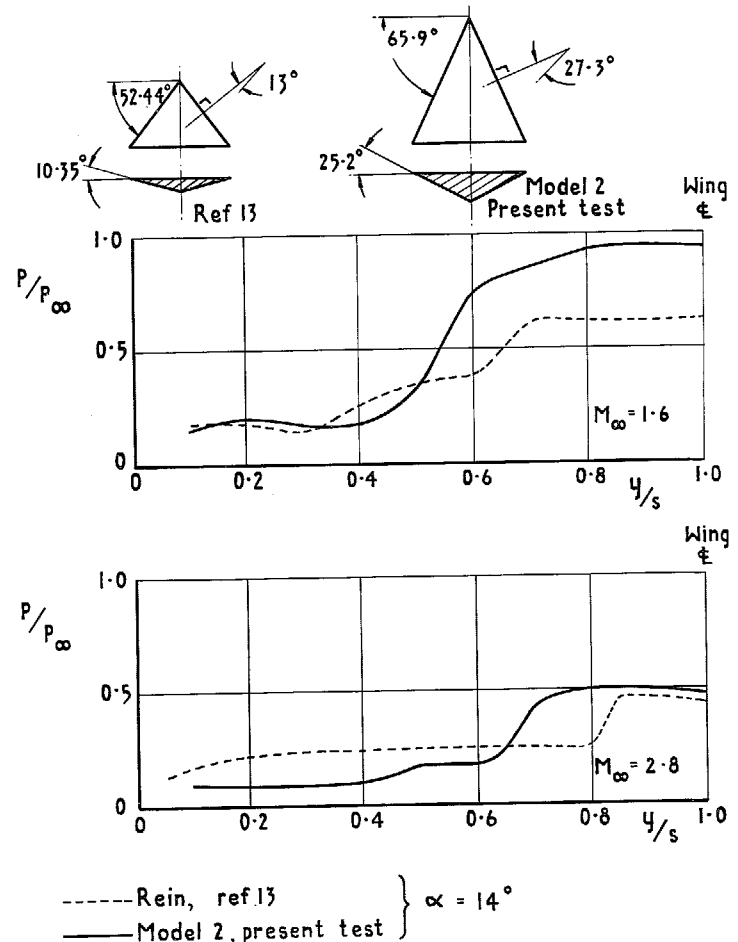 65·9°
27·3°
52·44°
13°
10·35°
25·2°
Ref 13
Model 2
Present test
Wing
℄
1·0
P/P∞
0·5
M∞ = 1·6
0
0·2
0·4
0·6
0·8
1·0
y/s
Wing
℄
1·0
P/P∞
0·5
M∞ = 2·8
0
0
0·2
0·4
0·6
0·8
1·0
y/s
Rein, ref 13
Model 2, present test
α = 14°